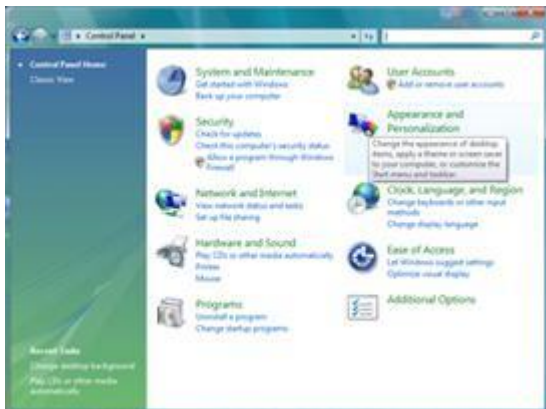 Control Panel
Control Panel Home
Classic View
System and Maintenance
Get started with Windows
Back up your computer
Security
Check for updates
Check this computer's security status
Allow a program through Windows
Firewall
Network and Internet
View network status and tasks
Set up file sharing
Hardware and Sound
Play CDs or other media automatically
Printer
Mouse
Programs
Uninstall a program
Change startup programs
User Accounts
Add or remove user accounts
Appearance and
Personalization
Change the appearance of desktop
items, apply a theme or screen saver
to your computer, or customize the
Start menu and taskbar.
Clock, Language, and Region
Change keyboards or other input
methods
Change display language
Ease of Access
Let Windows suggest settings
Optimize visual display
Additional Options
Recent Tasks
Change desktop background
Play CDs or other media
automatically